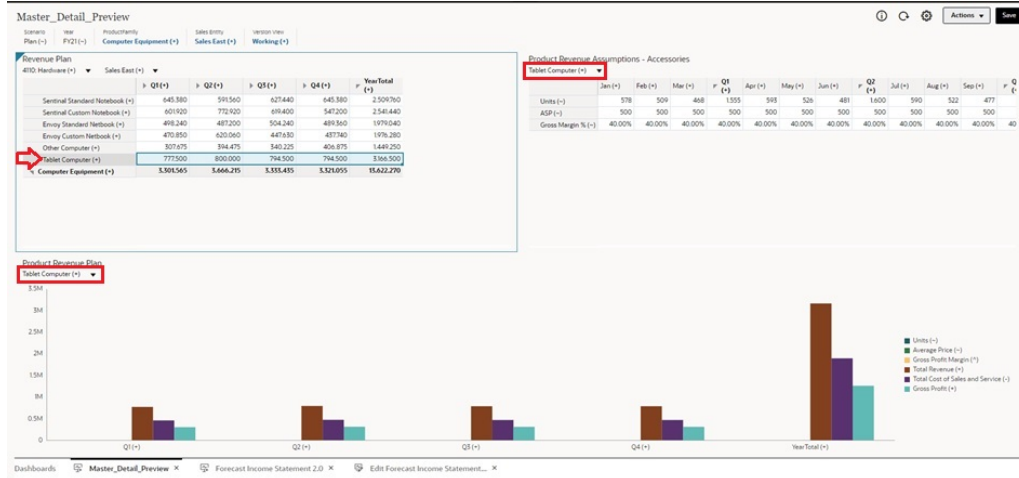 Master_Detail_Preview
Actions
Save
Scenario Year ProductFamily Sales Entity Version View
Plan (~) FY21 (~) Computer Equipment (+) Sales East (+) Working (+)
Revenue Plan
4110: Hardware (+) Sales East (+)
Q1(+) Q2(+) Q3(+) Q4(+) YearTotal (+)
Sentinal Standard Notebook (+) 645.380 591.560 627.440 645.380 2.509.760
Sentinal Custom Notebook (+) 601.920 772.920 619.400 547.200 2.541.440
Envoy Standard Netbook (+) 498.240 487.200 504.240 489.360 1.979.040
Envoy Custom Netbook (+) 470.850 620.060 447.630 437.740 1.976.280
Other Computer (+) 307.675 394.475 340.225 406.875 1.449.250
Tablet Computer (+) 777.500 800.000 794.500 794.500 3.166.500
Computer Equipment (+) 3.301.565 3.666.215 3.333.435 3.321.055 13.622.270
Product Revenue Assumptions - Accessories
Tablet Computer (+)
Jan (+) Feb (+) Mar (+) Q1 (+) Apr (+) May (+) Jun (+) Q2 (+) Jul (+) Aug (+) Sep (+)
Units (~) 578 509 468 1.555 593 526 481 1.600 590 522 477
ASP (~) 500 500 500 500 500 500 500 500 500 500 500
Gross Margin % (~) 40.00% 40.00% 40.00% 40.00% 40.00% 40.00% 40.00% 40.00% 40.00% 40.00% 40.00% 40
Product Revenue Plan
Tablet Computer (+)
3.5M
3M
2.5M
2M
1.5M
1M
0.5M
0
Q1 (+) Q2 (+) Q3 (+) Q4 (+) YearTotal (+)
Units (~)
Average Price (~)
Gross Profit Margin (~)
Total Revenue (+)
Total Cost of Sales and Service (-)
Gross Profit (+)
Dashboards Master_Detail_Preview × Forecast Income Statement 2.0 × Edit Forecast Income Statement... ×